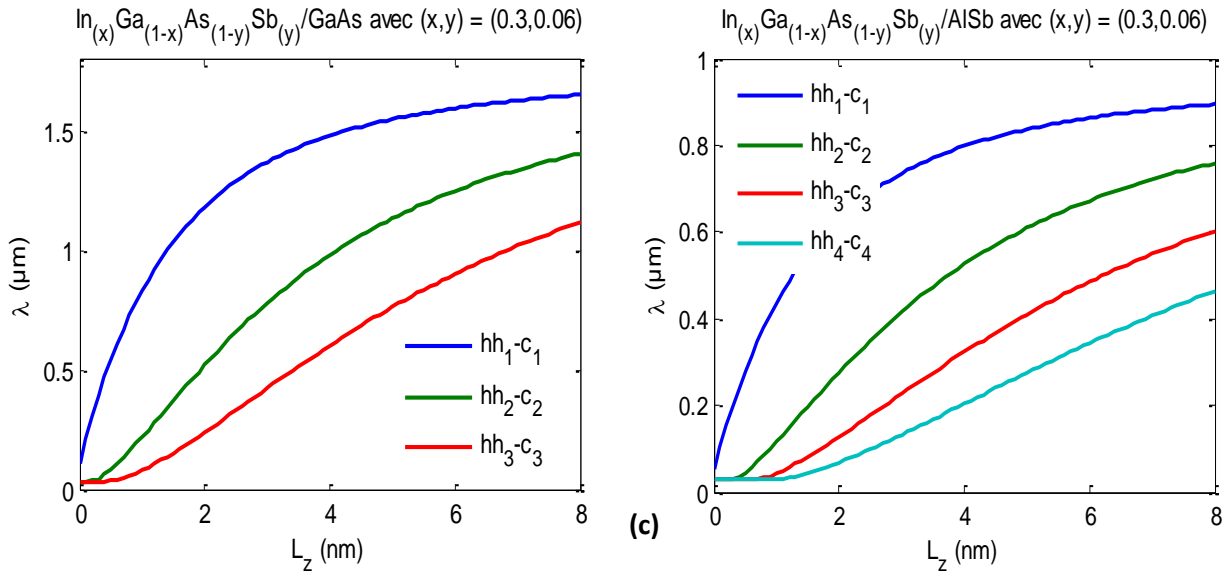 In(x)Ga(1-x)As(1-y)Sb(y)/GaAs avec (x,y) = (0.3,0.06)
1.5
1
0.5
0
λ (µm)
hh1-c1
hh2-c2
hh3-c3
0 2 4 6 8
Lz (nm)
(c)
In(x)Ga(1-x)As(1-y)Sb(y)/AlSb avec (x,y) = (0.3,0.06)
1
0.8
0.6
0.4
0.2
0
λ (µm)
hh1-c1
hh2-c2
hh3-c3
hh4-c4
0 2 4 6 8
Lz (nm)